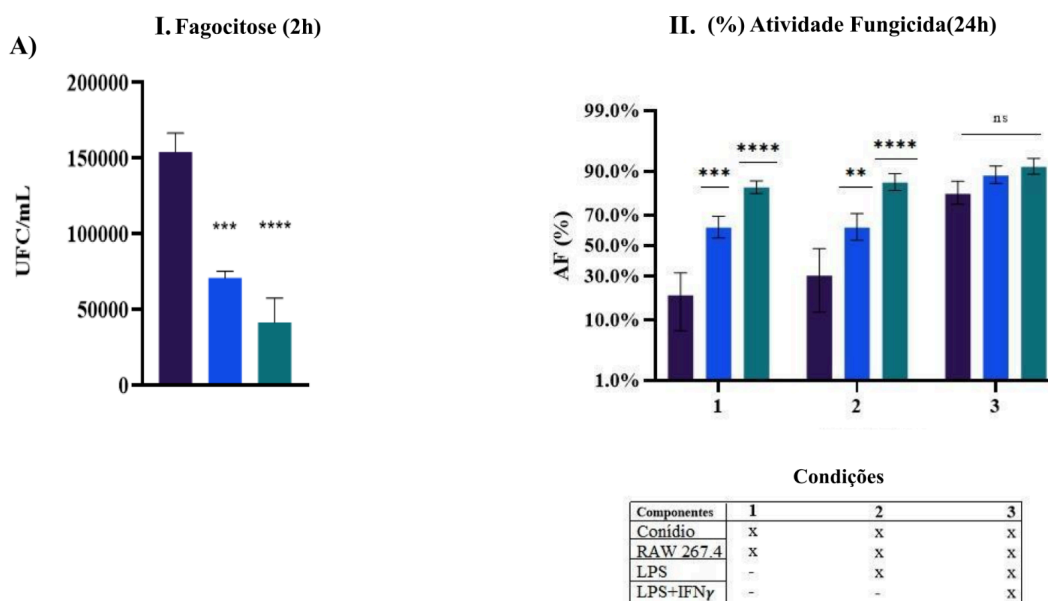 I. Fagocitose (2h)
A)
200000
150000
100000
50000
0
UFC/mL
***
****
II. (%) Atividade Fungicida(24h)
99.0%
90.0%
70.0%
50.0%
30.0%
10.0%
1.0%
AF (%)
***
****
**
****
ns
1 2 3
Condições
Componentes 1 2 3
Conídio x x x
RAW 267.4 x x x
LPS - x x
LPS+IFNγ - - x